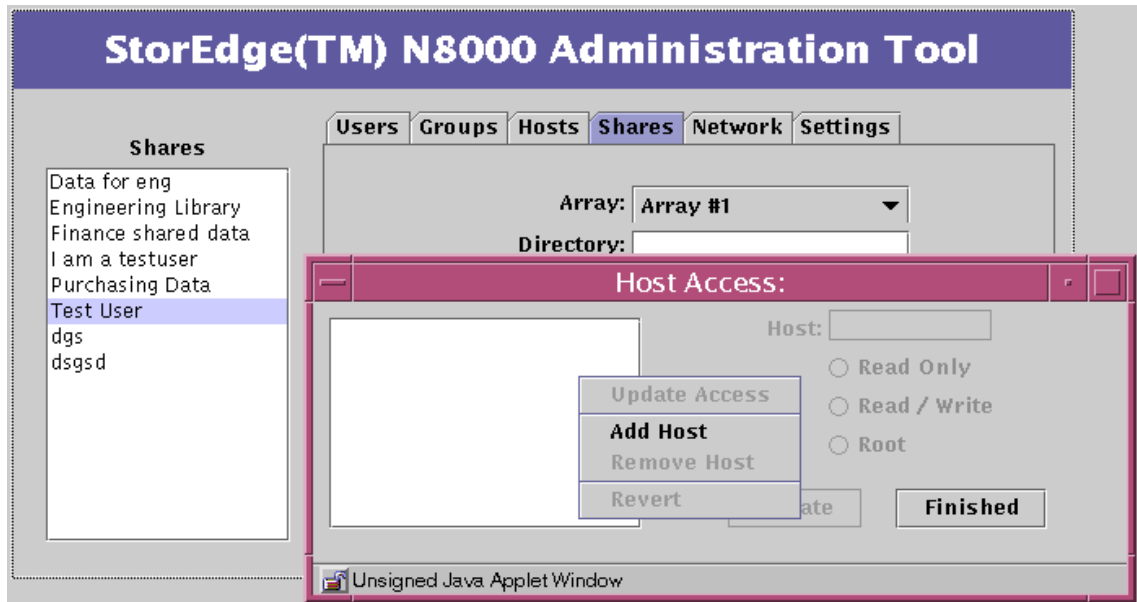 StorEdge(TM) N8000 Administration Tool
Users Groups Hosts Shares Network Settings
Shares
Data for eng
Engineering Library
Finance shared data
I am a testuser
Purchasing Data
Test User
dgs
dsgsd
Array: Array #1
Directory:
Host Access:
Host:
Read Only
Read / Write
Root
Update Access
Add Host
Remove Host
Revert
ate
Finished
Unsigned Java Applet Window